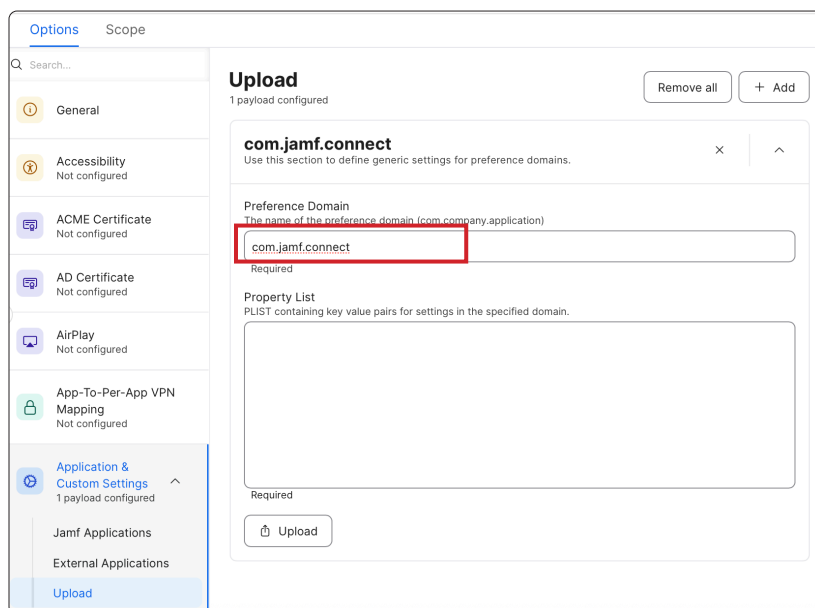 Options
Scope
Search...
General
Accessibility
Not configured
ACME Certificate
Not configured
AD Certificate
Not configured
AirPlay
Not configured
App-To-Per-App VPN
Mapping
Not configured
Application &
Custom Settings
1 payload configured
Jamf Applications
External Applications
Upload
Upload
1 payload configured
Remove all
+ Add
com.jamf.connect
Use this section to define generic settings for preference domains.
Preference Domain
The name of the preference domain (com.company.application)
com.jamf.connect
Required
Property List
PLIST containing key value pairs for settings in the specified domain.
Required
Upload